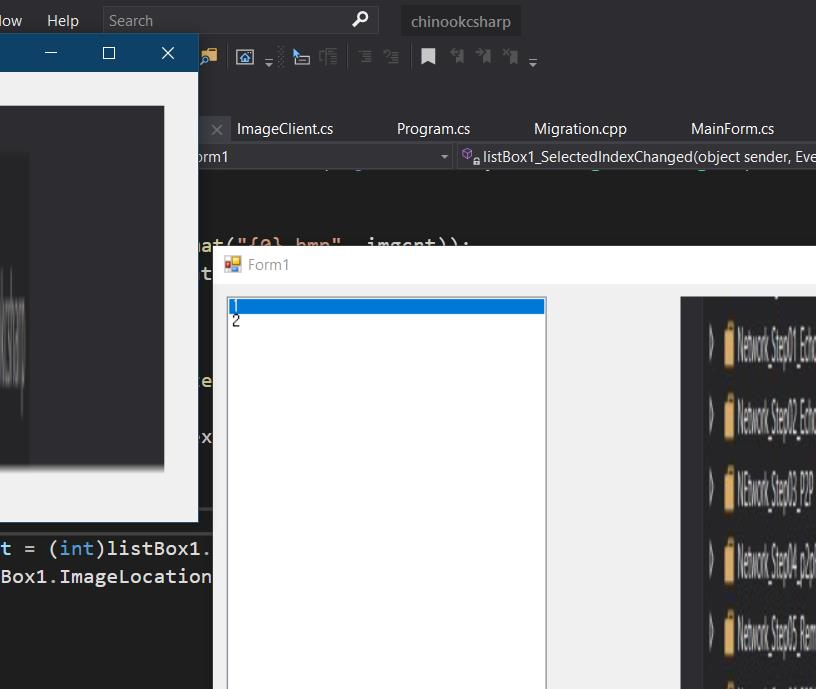 Help
Search
chinookcsharp
ImageClient.cs
Program.cs
Migration.cpp
MainForm.cs
orm1
listBox1_SelectedIndexChanged(object sender, Eve
at("{0}.bmp", imgcnt));
Form1
1
2
t = (int)listBox1.
Box1.ImageLocation
Network_Step01_Echo
Network_Step02_Echo
NEtwork_Step03_P2P
Network_Step04_p2p
Network_Step05_Rem